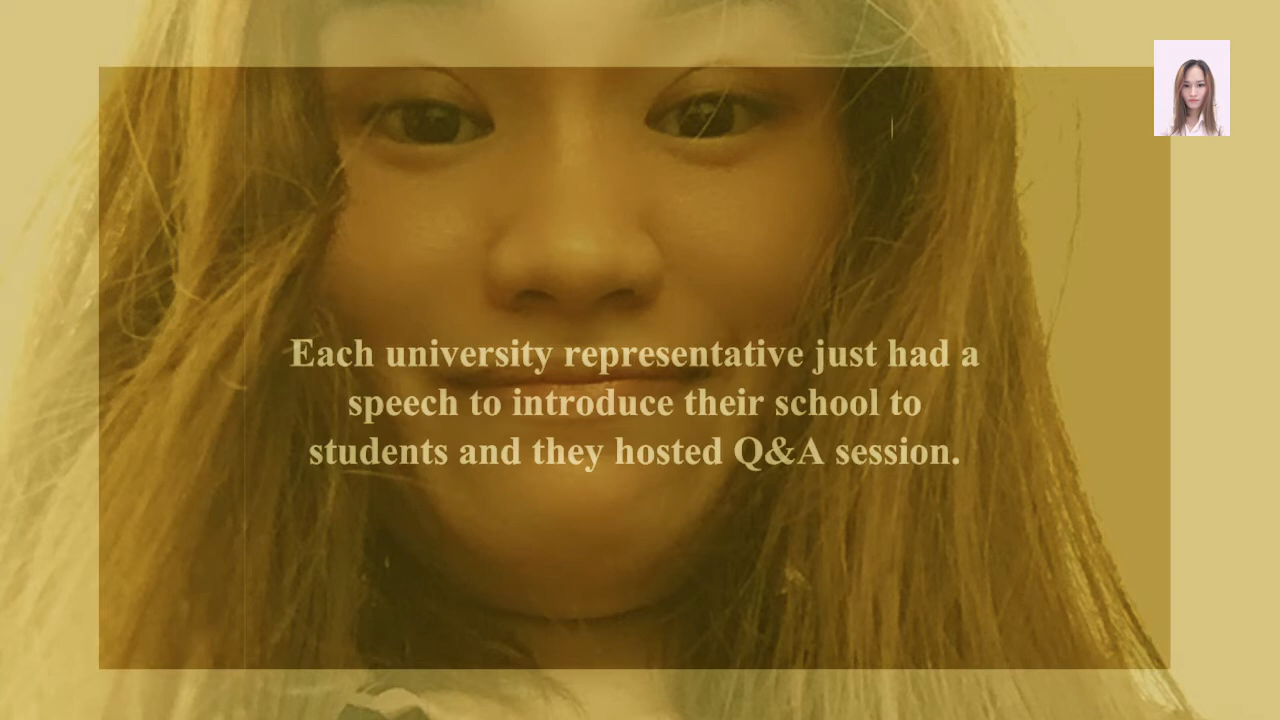 Each university representative just had a
speech to introduce their school to
students and they hosted Q&A session.